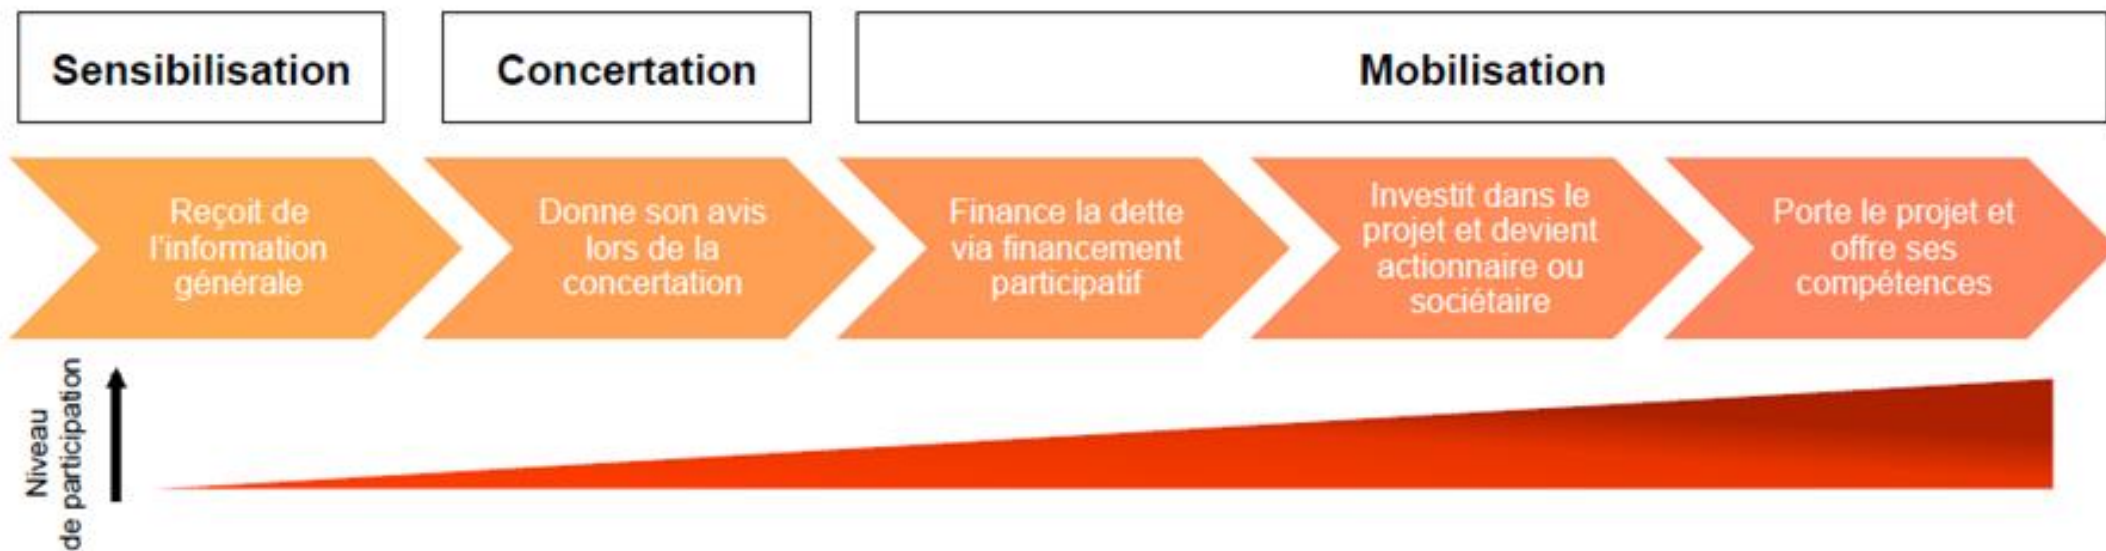 Sensibilisation
Concertation
Mobilisation
Reçoit de
l'information
générale
Donne son avis
lors de la
concertation
Finance la dette
via financement
participatif
Investit dans le
projet et devient
actionnaire ou
sociétaire
Porte le projet et
offre ses
compétences
Niveau
de participation